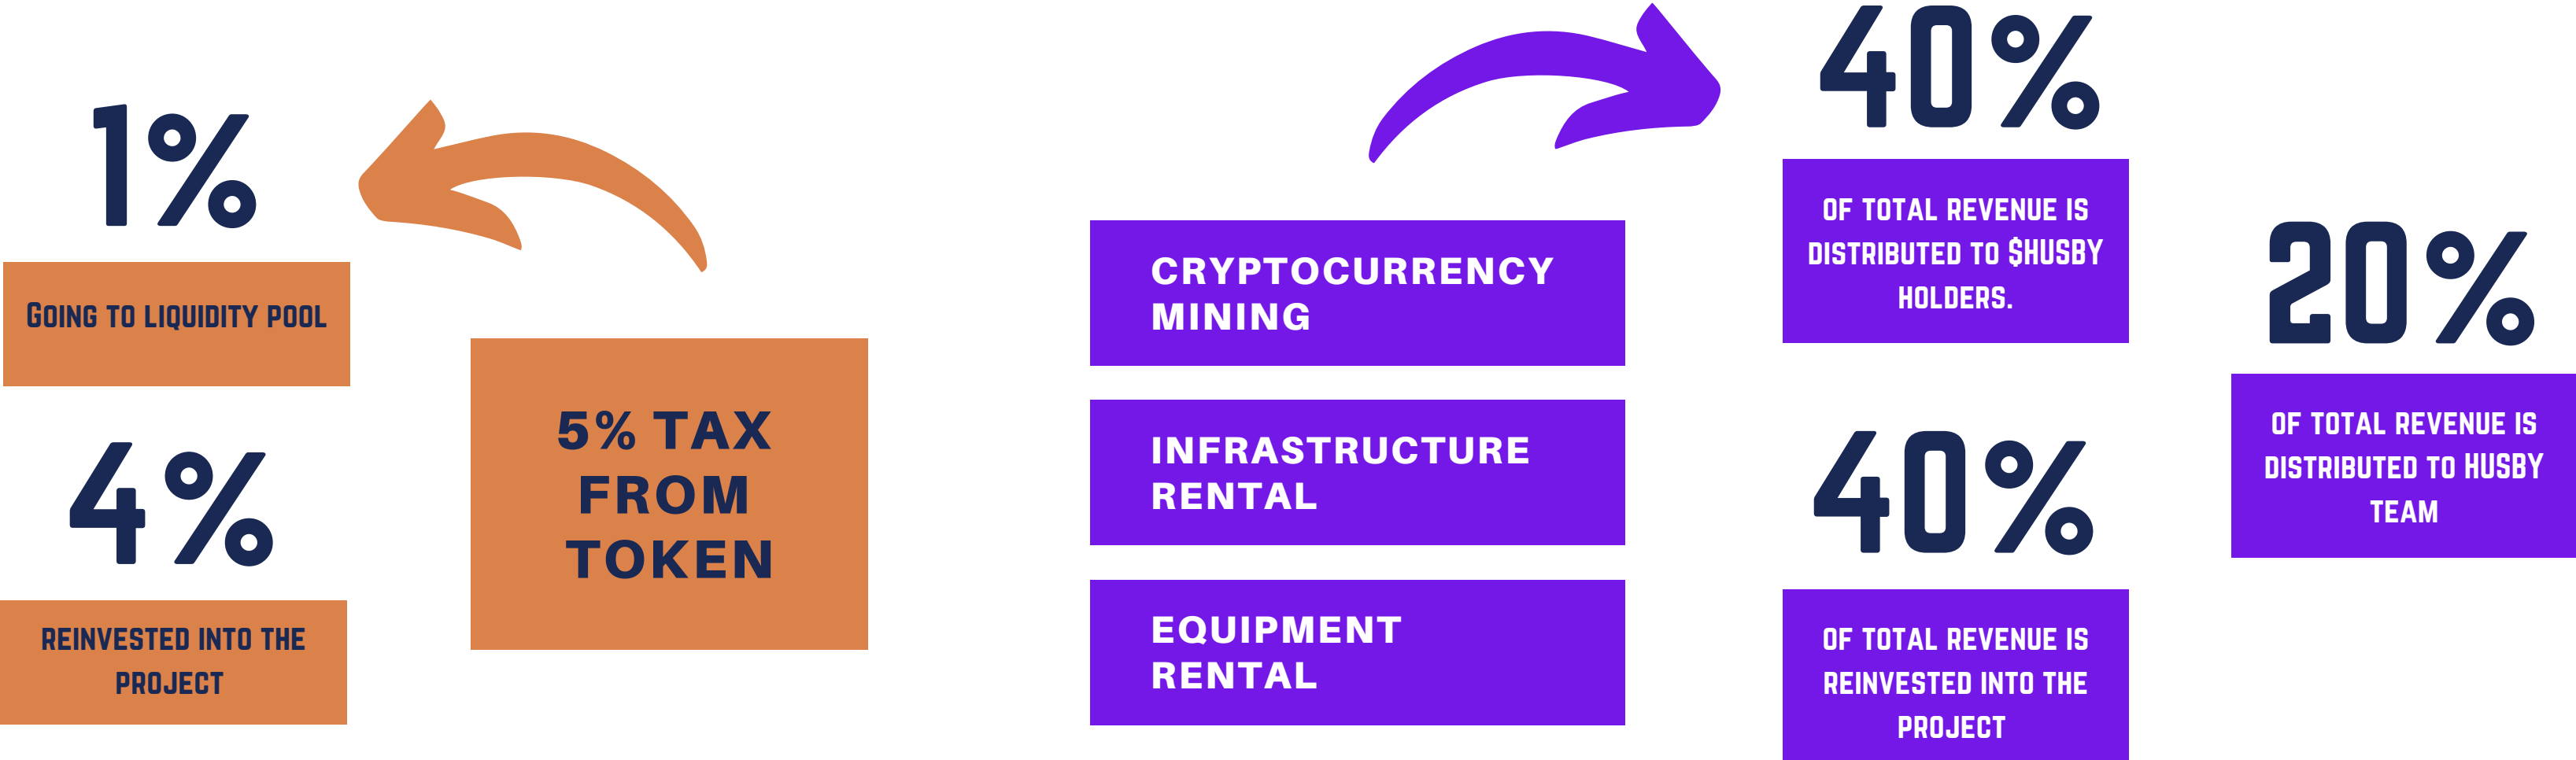 1%
GOING TO LIQUIDITY POOL
4%
REINVESTED INTO THE
PROJECT
5% TAX
FROM
TOKEN
CRYPTOCURRENCY
MINING
INFRASTRUCTURE
RENTAL
EQUIPMENT
RENTAL
40%
OF TOTAL REVENUE IS
DISTRIBUTED TO $HUSBY
HOLDERS.
40%
OF TOTAL REVENUE IS
REINVESTED INTO THE
PROJECT
20%
OF TOTAL REVENUE IS
DISTRIBUTED TO HUSBY
TEAM